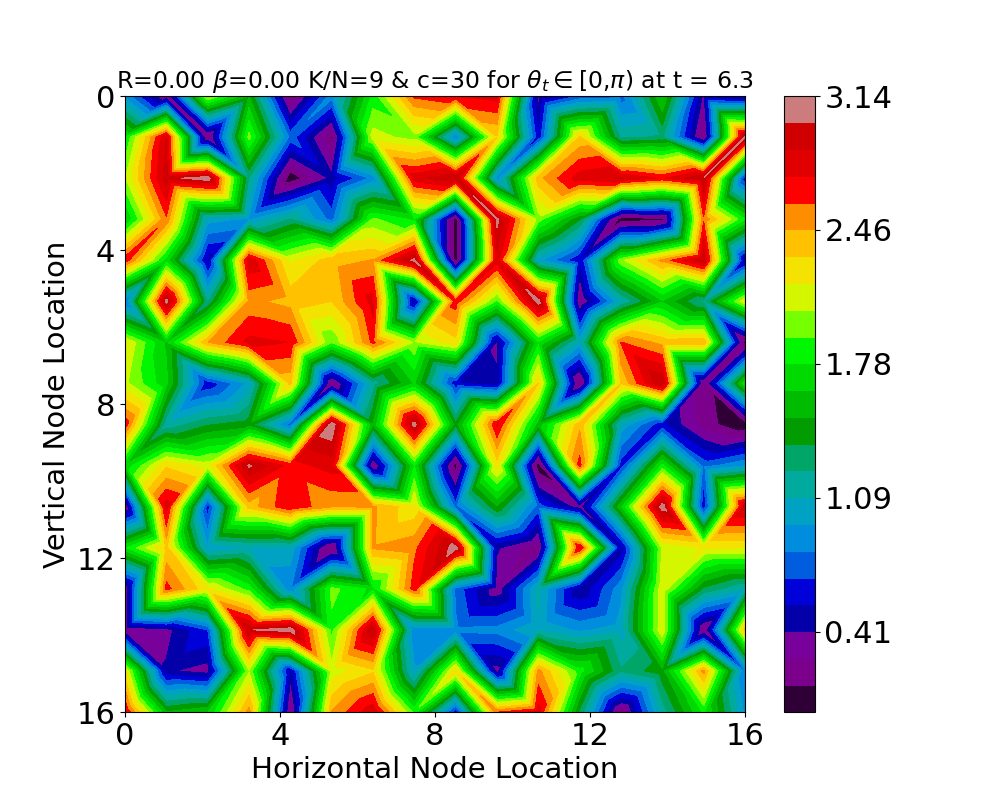 R=0.00 β=0.00 K/N=9 & c=30 for θₜ ∈ [0,π) at t = 6.3
0
4
8
12
16
Vertical Node Location
0 4 8 12 16
Horizontal Node Location
3.14
2.46
1.78
1.09
0.41